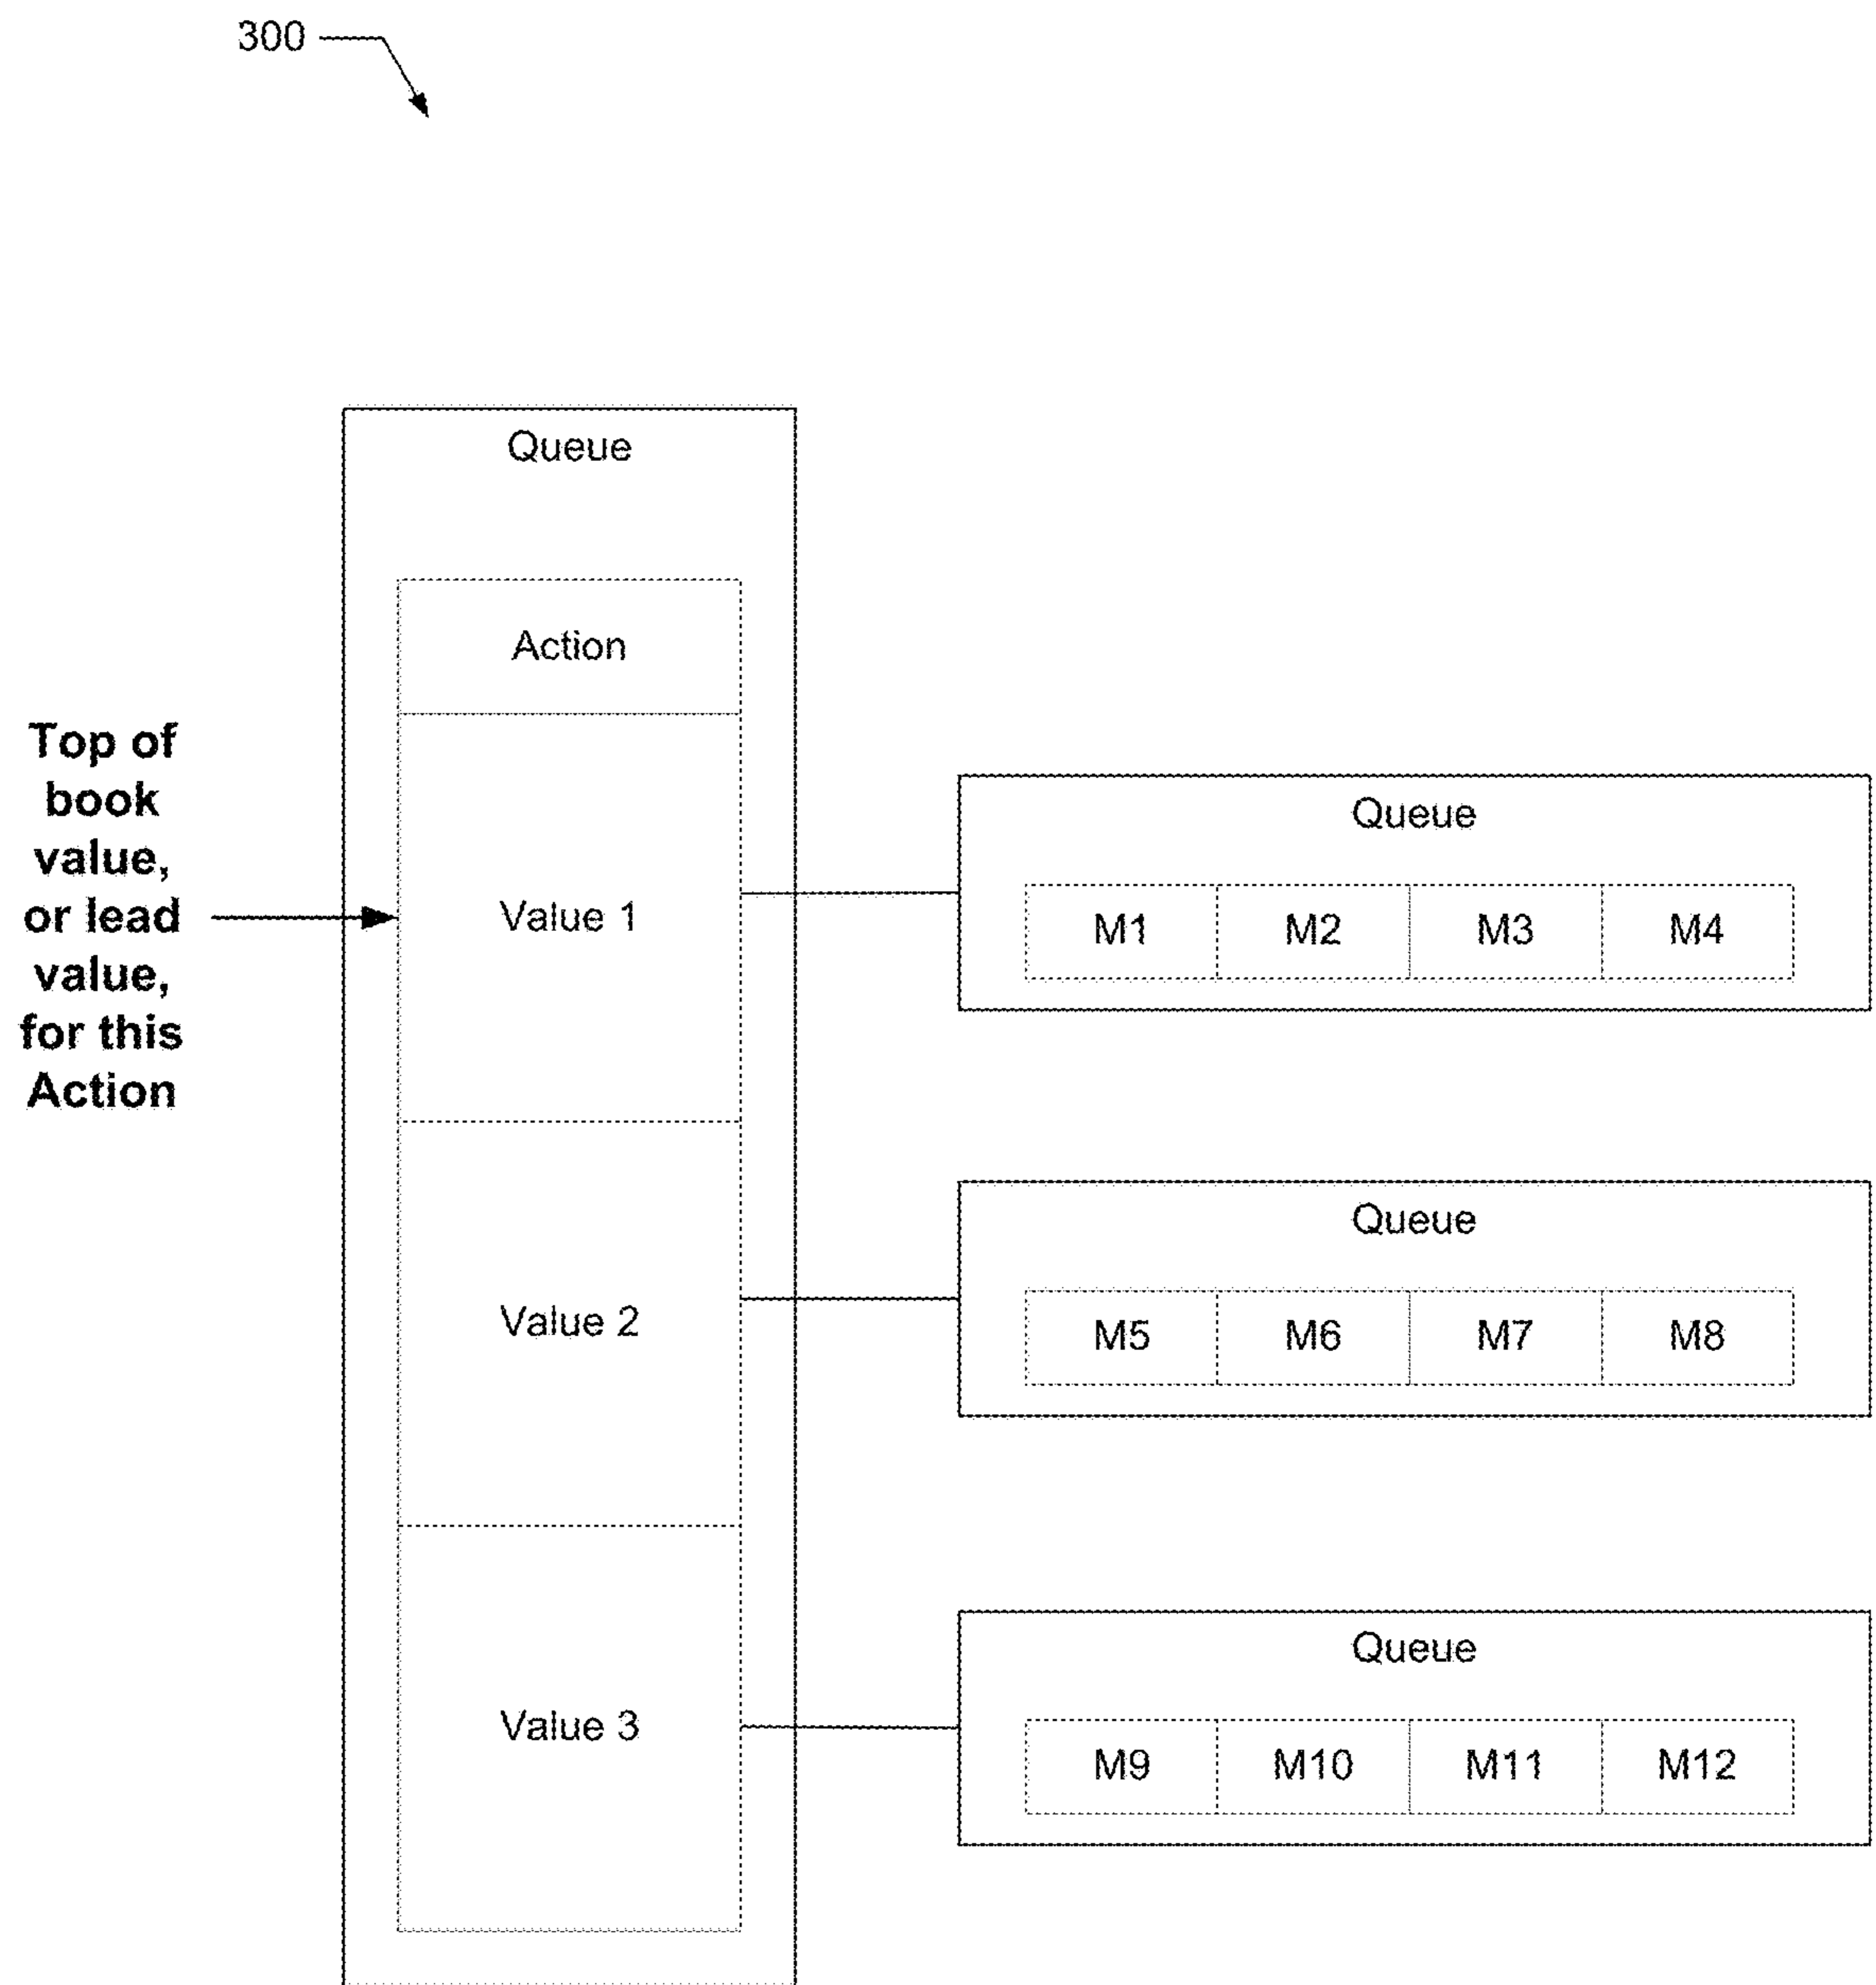 300
Queue
Action
Top of
book
value,
or lead
value,
for this
Action
Value 1
Queue
M1 M2 M3 M4
Value 2
Queue
M5 M6 M7 M8
Value 3
Queue
M9 M10 M11 M12